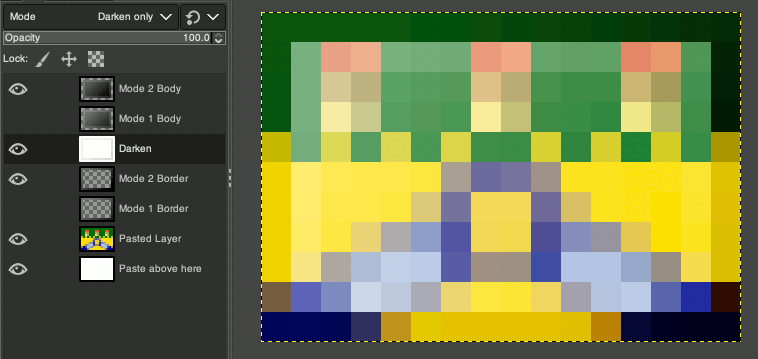 Mode Darken only
Opacity 100.0
Lock:
Mode 2 Body
Mode 1 Body
Darken
Mode 2 Border
Mode 1 Border
Pasted Layer
Paste above here